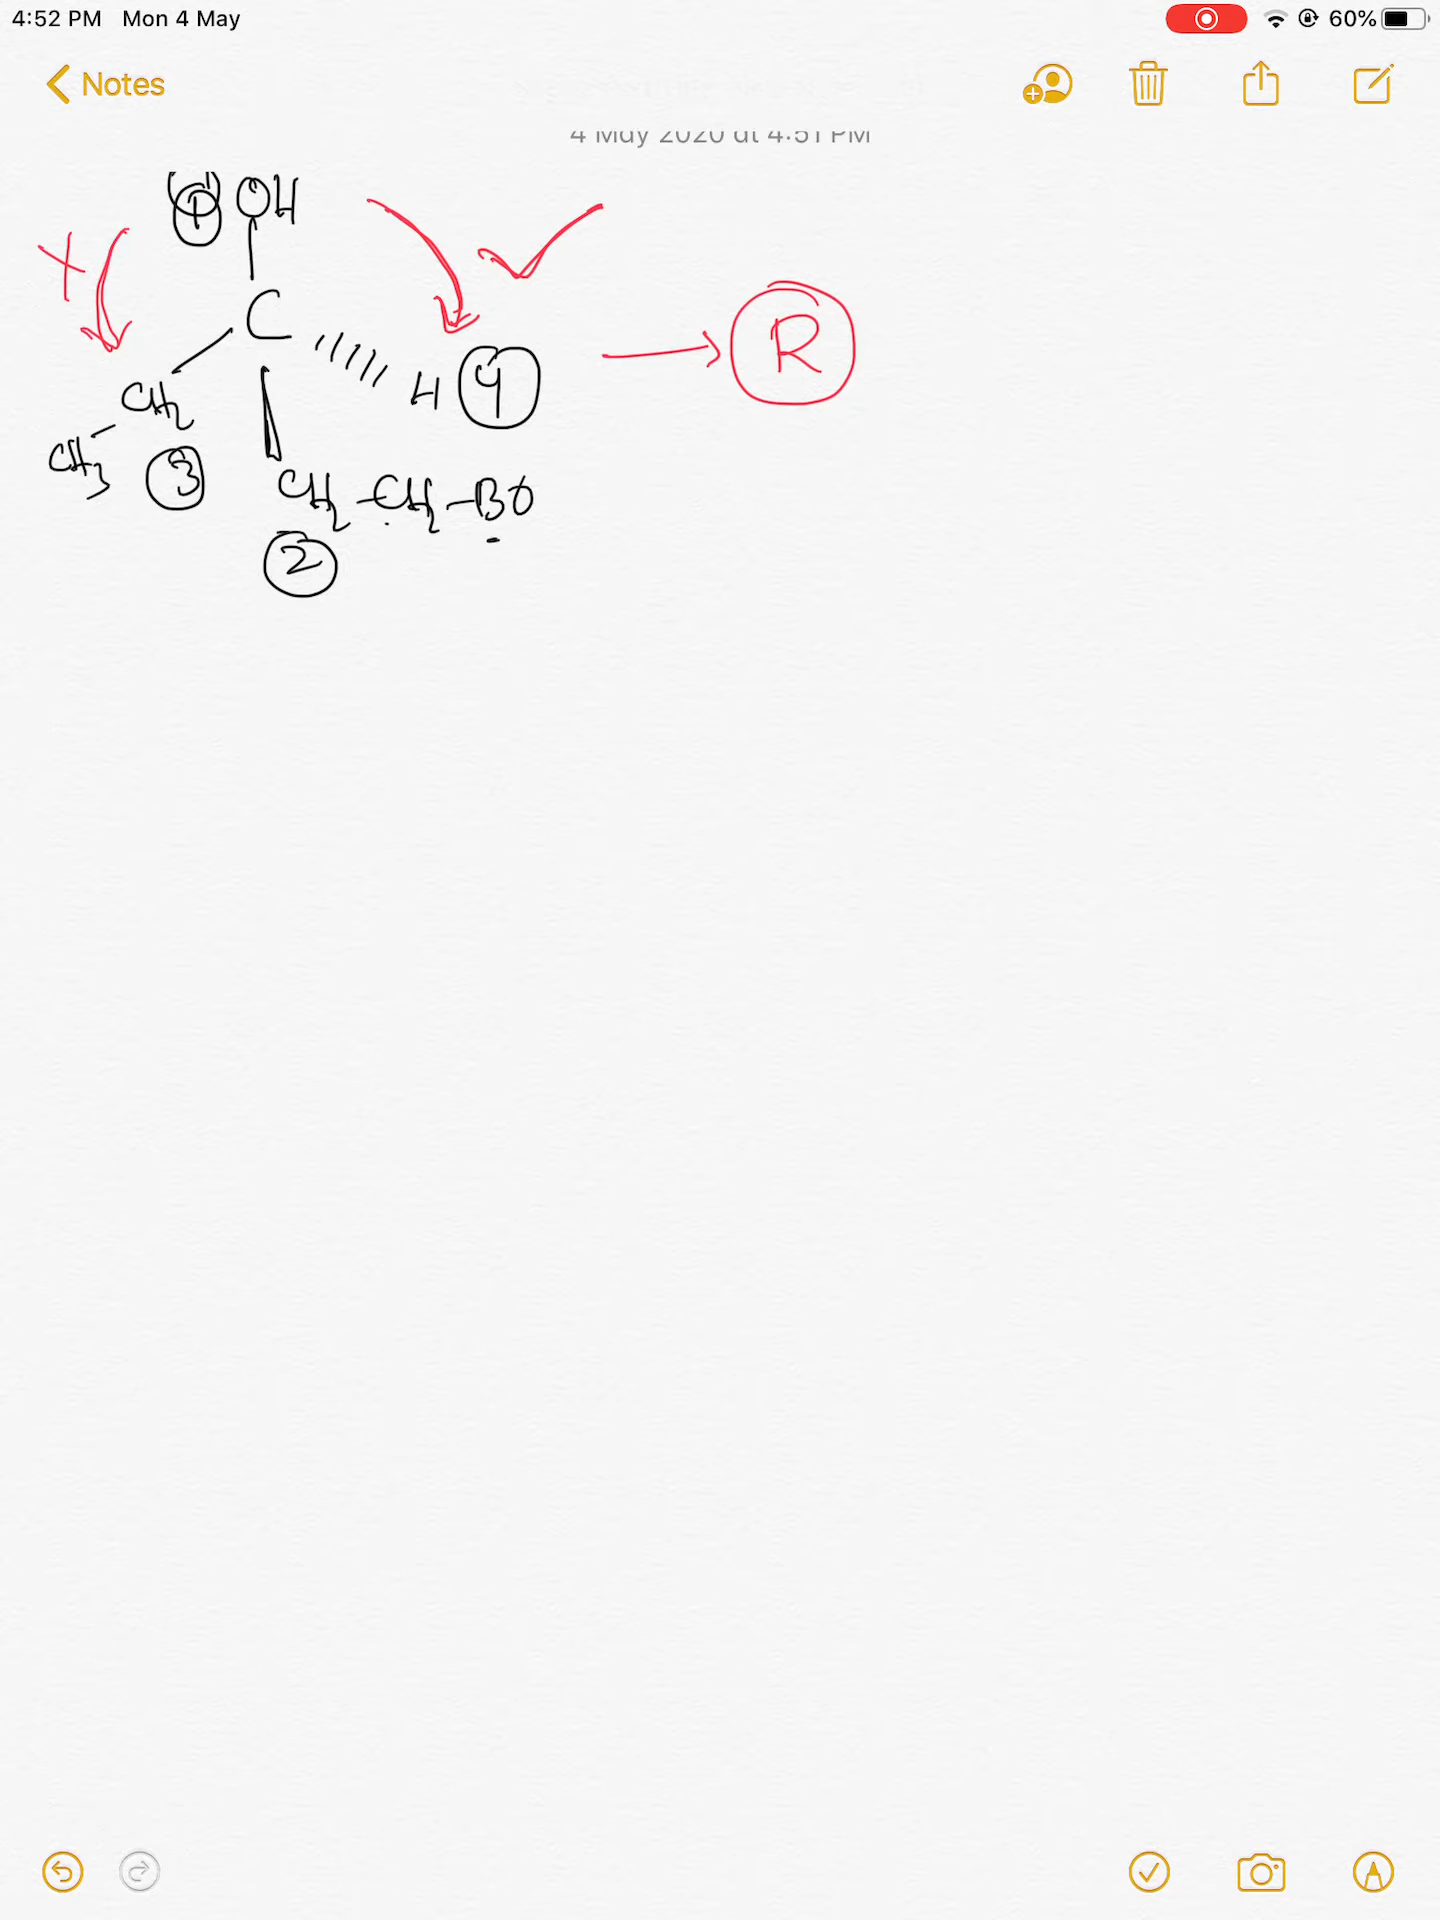 4:52 PM Mon 4 May
60%
Notes
4 May 2020 at 4:51 PM
1 OH
X
C
R
H 4
CH2
CH3 3
CH2-CH2-Br
2